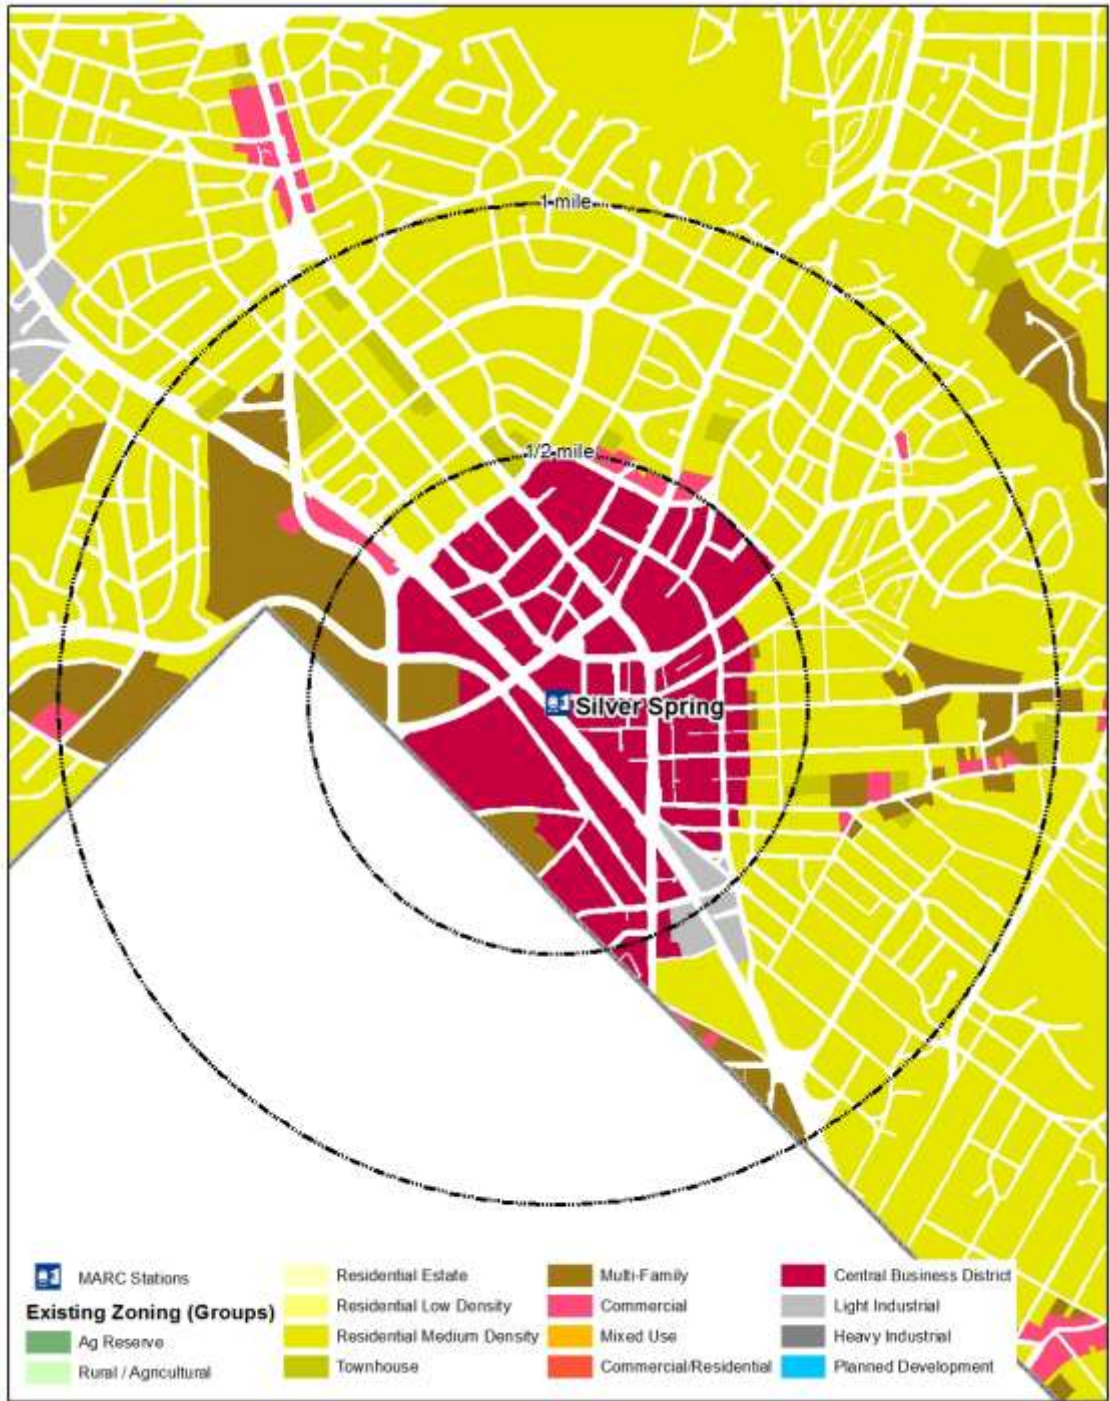 1 mile
1/2 mile
Silver Spring
MARC Stations
Existing Zoning (Groups)
Ag Reserve
Rural / Agricultural
Residential Estate
Residential Low Density
Residential Medium Density
Townhouse
Multi-Family
Commercial
Mixed Use
Commercial/Residential
Central Business District
Light Industrial
Heavy Industrial
Planned Development